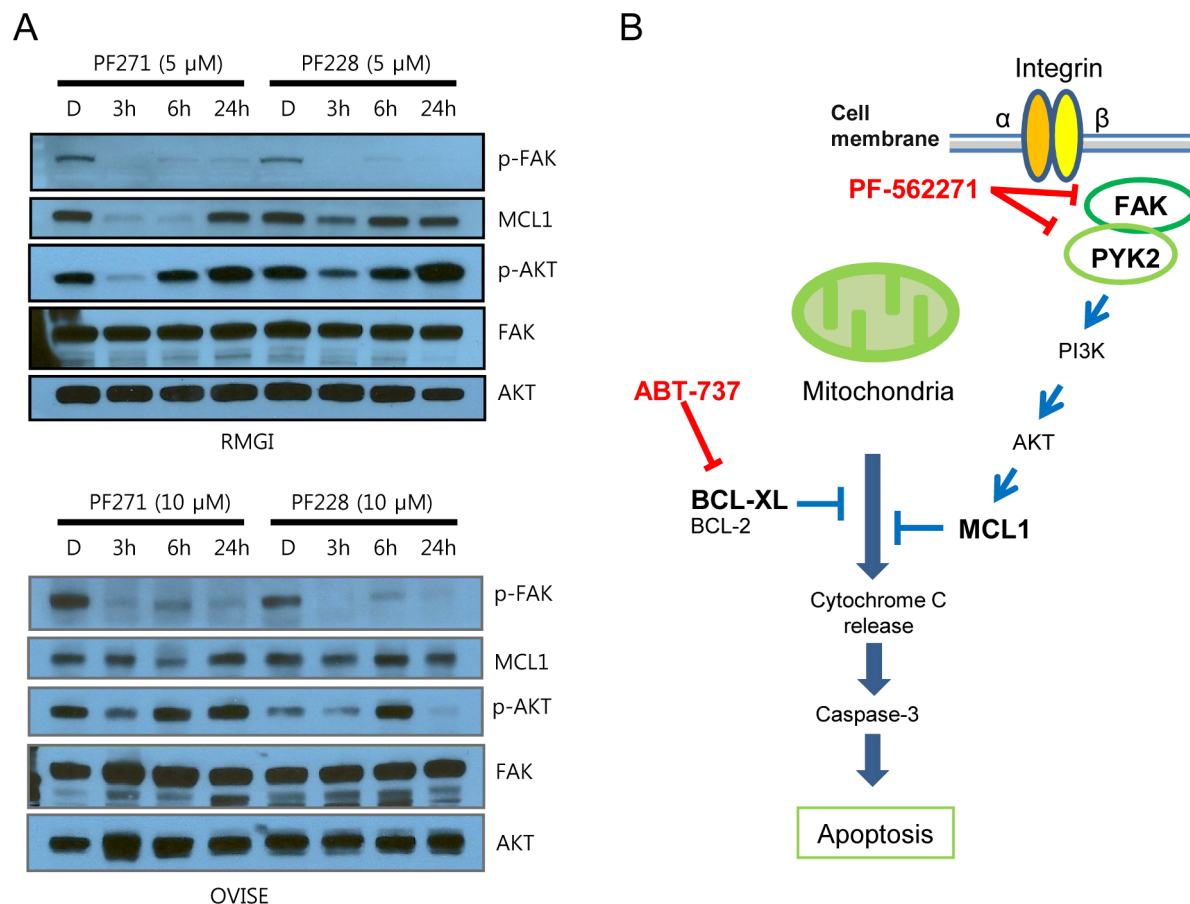 A
PF271 (5 µM) PF228 (5 µM)
D 3h 6h 24h D 3h 6h 24h
p-FAK
MCL1
p-AKT
FAK
AKT
RMGI
PF271 (10 µM) PF228 (10 µM)
D 3h 6h 24h D 3h 6h 24h
p-FAK
MCL1
p-AKT
FAK
AKT
OVISE
B
Integrin
α β
Cell
membrane
PF-562271
FAK
PYK2
PI3K
ABT-737
Mitochondria
AKT
BCL-XL
BCL-2
MCL1
Cytochrome C
release
Caspase-3
Apoptosis